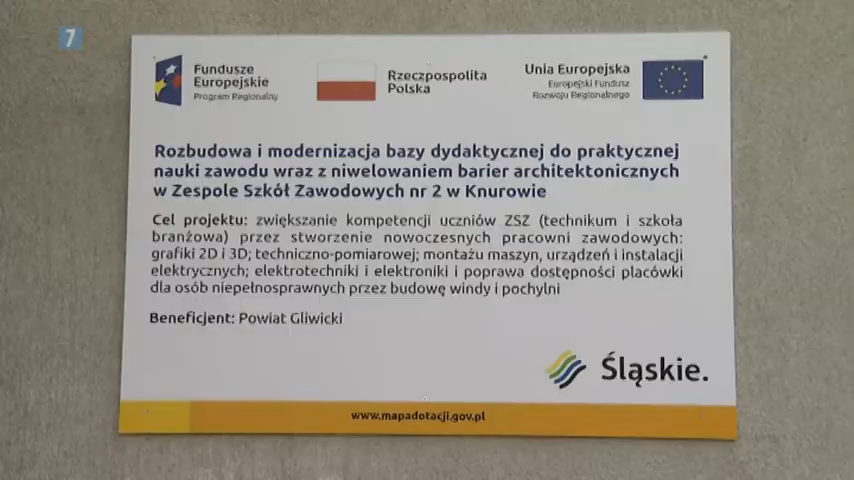 7
Fundusze
Europejskie
Program Regionalny
Rzeczpospolita
Polska
Unia Europejska
Europejski Fundusz
Rozwoju Regionalnego
Rozbudowa i modernizacja bazy dydaktycznej do praktycznej
nauki zawodu wraz z niwelowaniem barier architektonicznych
w Zespole Szkół Zawodowych nr 2 w Knurowie
Cel projektu: zwiększanie kompetencji uczniów ZSZ (technikum i szkoła
branżowa) przez stworzenie nowoczesnych pracowni zawodowych:
grafiki 2D i 3D; techniczno-pomiarowej; montażu maszyn, urządzeń i instalacji
elektrycznych; elektrotechniki i elektroniki i poprawa dostępności placówki
dla osób niepełnosprawnych przez budowę windy i pochylni
Beneficjent: Powiat Gliwicki
Śląskie.
www.mapadotacji.gov.pl